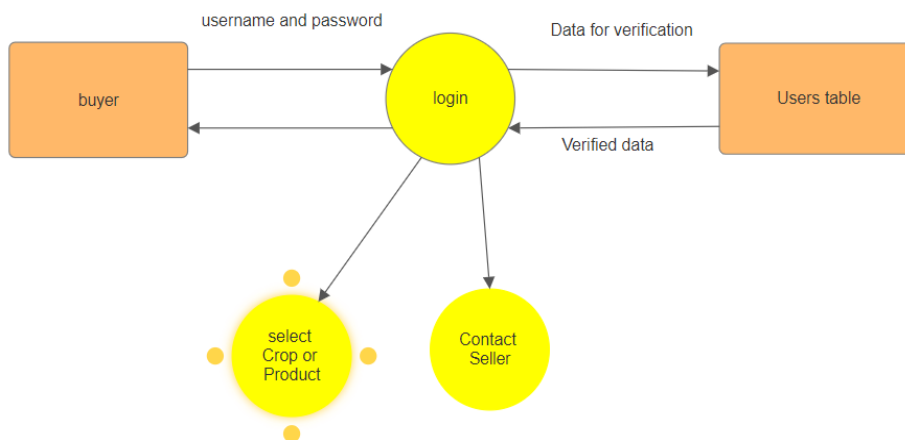 username and password
Data for verification
buyer
login
Users table
Verified data
select
Crop or
Product
Contact
Seller